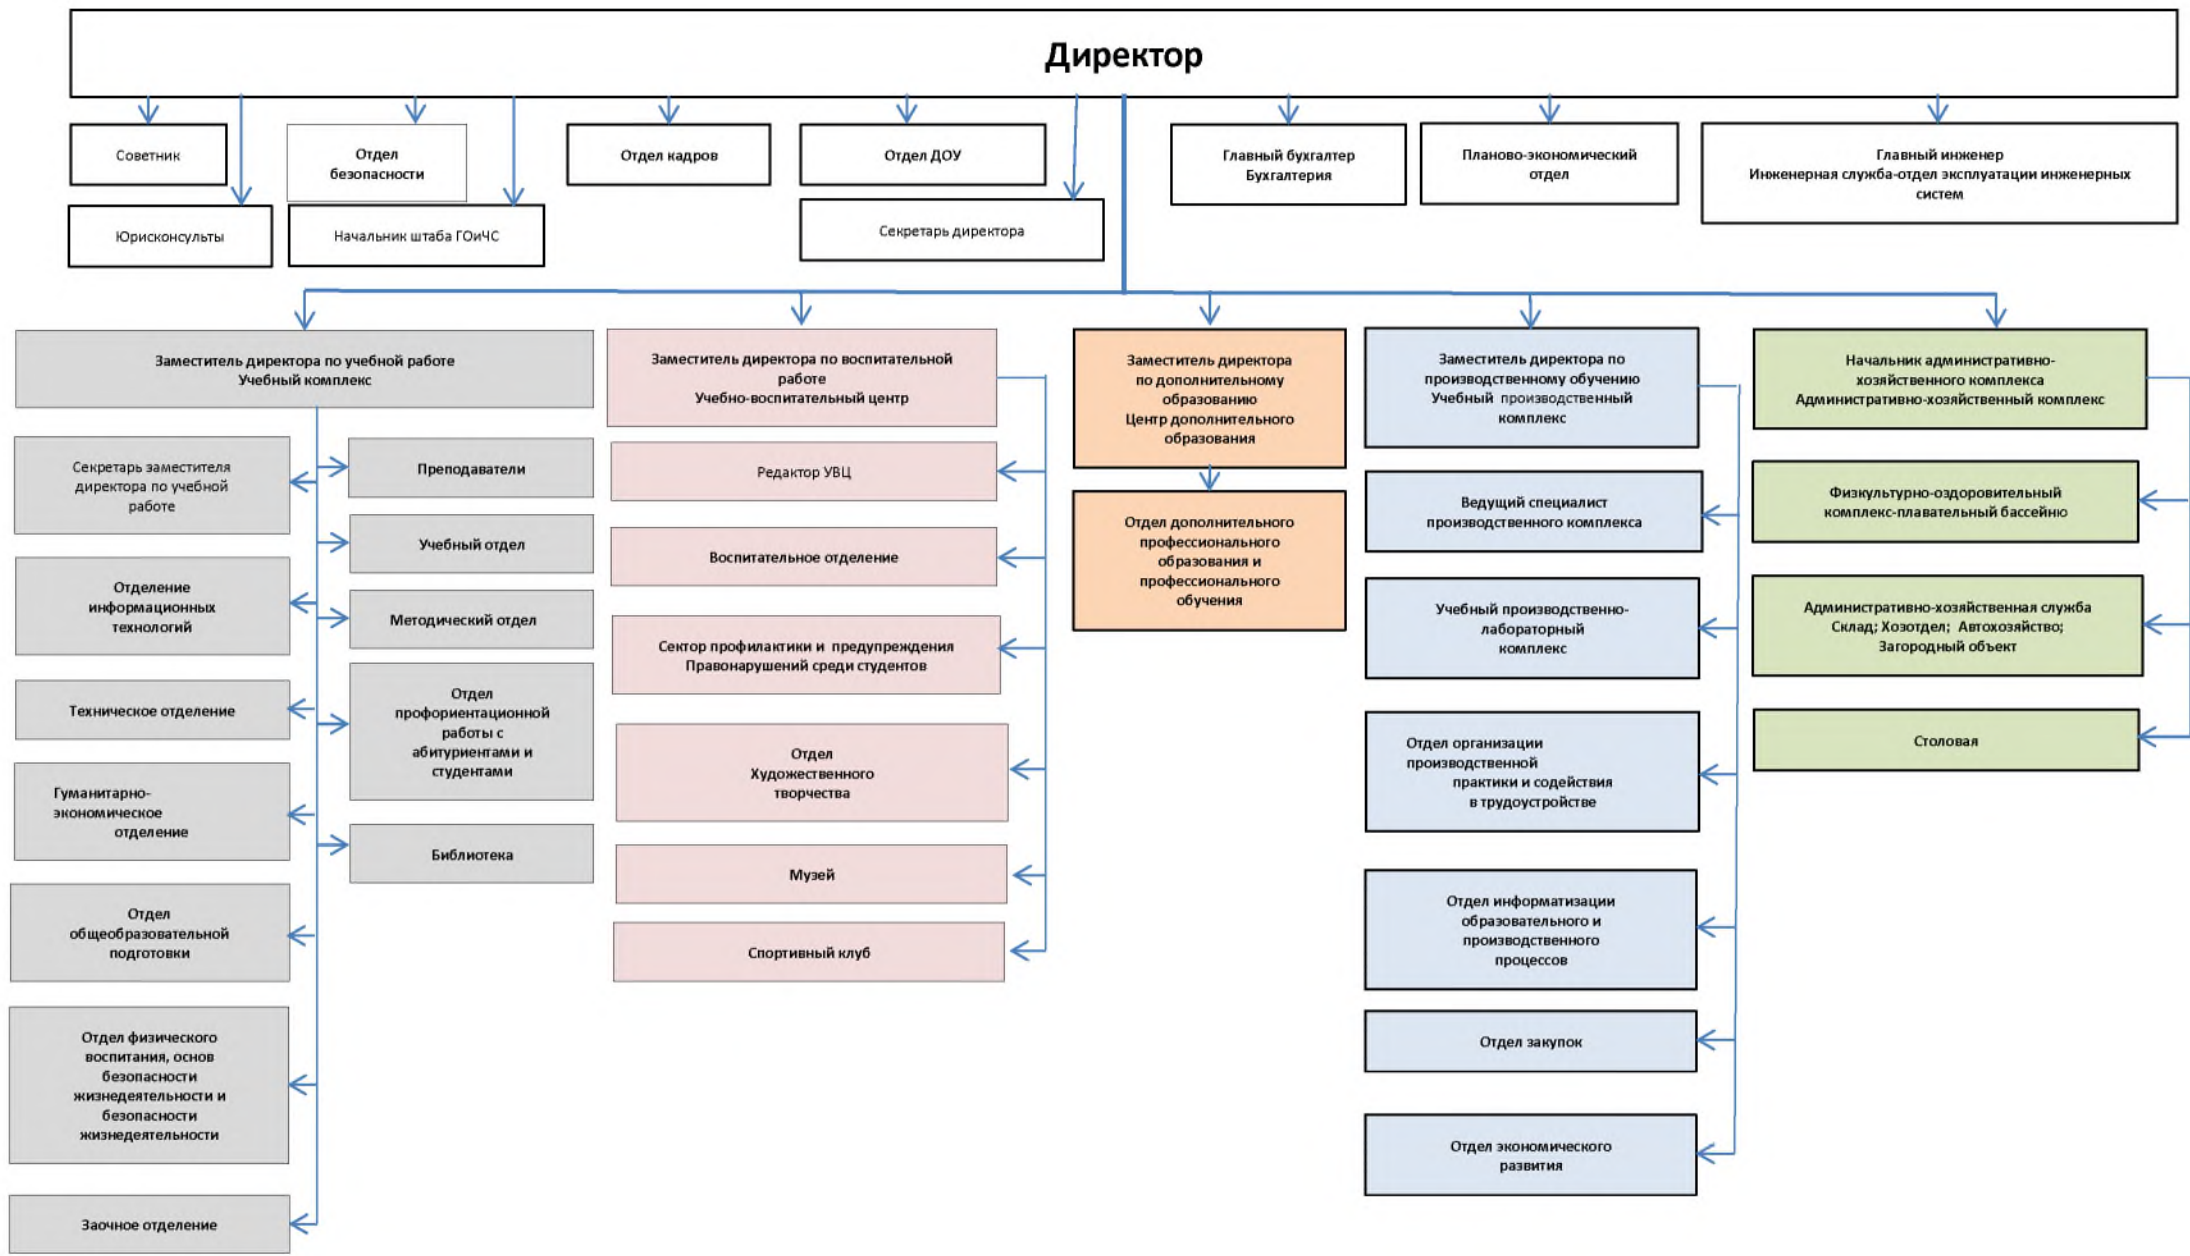 Директор
Советник
Отдел
безопасности
Отдел кадров
Отдел ДОУ
Главный бухгалтер
Бухгалтерия
Планово-экономический
отдел
Главный инженер
Инженерная служба-отдел эксплуатации инженерных
систем
Юрисконсульты
Начальник штаба ГОиЧС
Секретарь директора
Заместитель директора по учебной работе
Учебный комплекс
Секретарь заместителя
директора по учебной
работе
Отделение
информационных
технологий
Техническое отделение
Гуманитарно-
экономическое
отделение
Отдел
общеобразовательной
подготовки
Отдел физического
воспитания, основ
безопасности
жизнедеятельности и
безопасности
жизнедеятельности
Заочное отделение
Преподаватели
Учебный отдел
Методический отдел
Отдел
профориентационной
работы с
абитуриентами и
студентами
Библиотека
Заместитель директора по воспитательной
работе
Учебно-воспитательный центр
Редактор УВЦ
Воспитательное отделение
Сектор профилактики и предупреждения
Правонарушений среди студентов
Отдел
Художественного
творчества
Музей
Спортивный клуб
Заместитель директора
по дополнительному
образованию
Центр дополнительного
образования
Отдел дополнительного
профессионального
образования и
профессионального
обучения
Заместитель директора по
производственному обучению
Учебный производственный
комплекс
Ведущий специалист
производственного комплекса
Учебный производственно-
лабораторный
комплекс
Отдел организации
производственной
практики и содействия
в трудоустройстве
Отдел информатизации
образовательного и
производственного
процессов
Отдел закупок
Отдел экономического
развития
Начальник административно-
хозяйственного комплекса
Административно-хозяйственный комплекс
Физкультурно-оздоровительный
комплекс-плавательный бассейню
Административно-хозяйственная служба
Склад; Хозотдел; Автохозяйство;
Загородный объект
Столовая